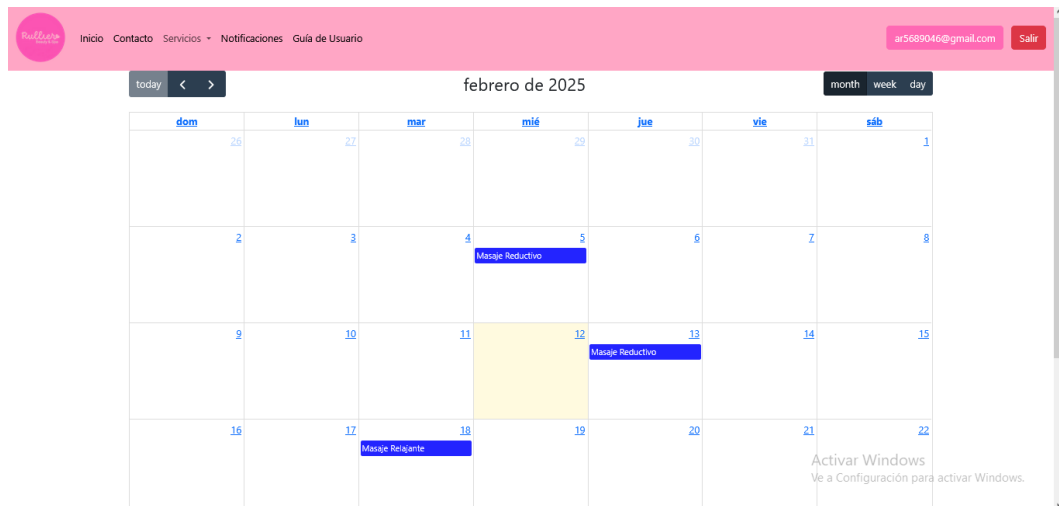 Rulliero
Inicio Contacto Servicios Notificaciones Guía de Usuario ar5689046@gmail.com Salir
today febrero de 2025 month week day
dom lun mar mié jue vie sáb
26 27 28 29 30 31 1
2 3 4 5 6 7 8
Masaje Reductivo
9 10 11 12 13 14 15
Masaje Reductivo
16 17 18 19 20 21 22
Masaje Relajante
Activar Windows
Ve a Configuración para activar Windows.